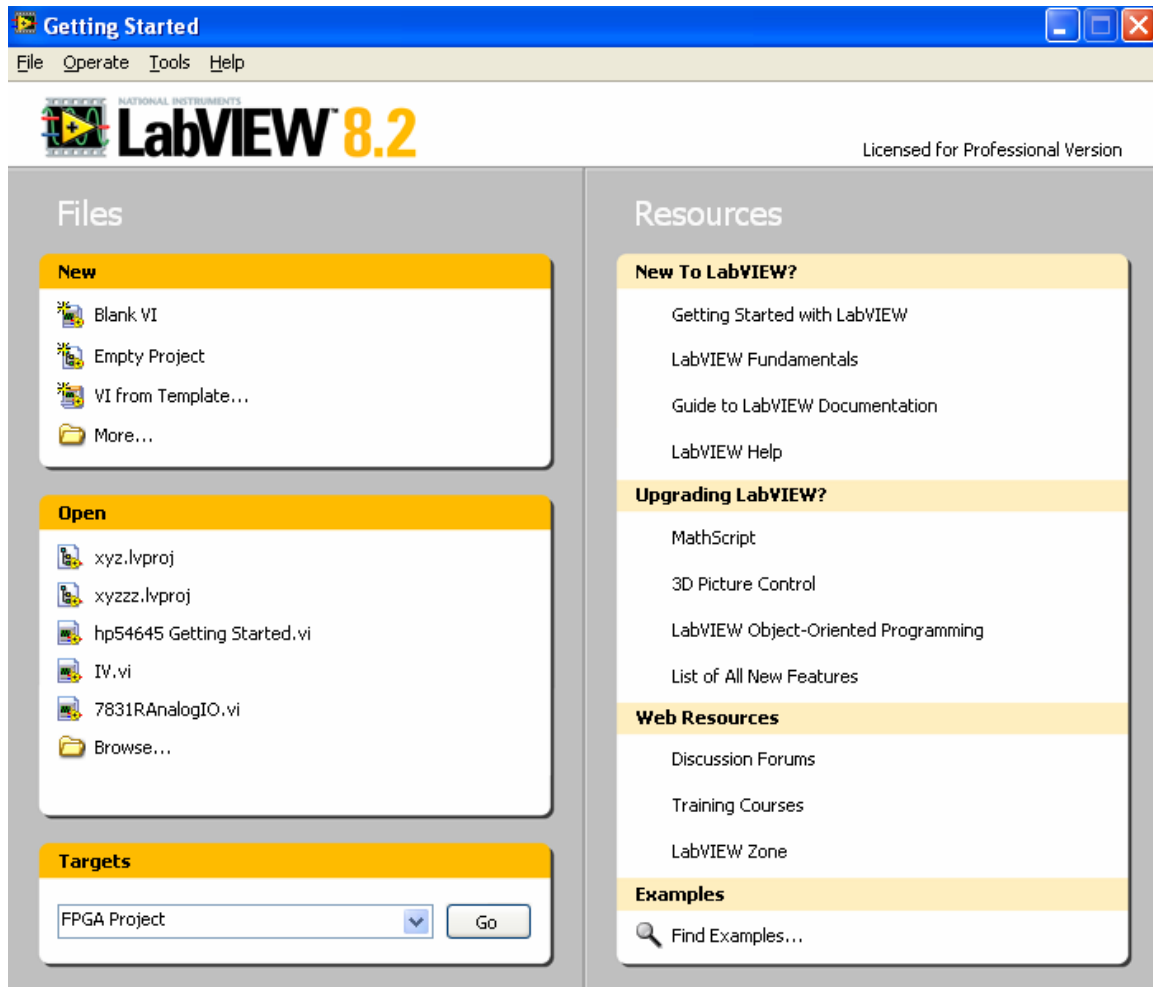 Getting Started
File Operate Tools Help
NATIONAL INSTRUMENTS
LabVIEW™ 8.2
Licensed for Professional Version
Files
New
Blank VI
Empty Project
VI from Template...
More...
Open
xyz.lvproj
xyzzz.lvproj
hp54645 Getting Started.vi
IV.vi
7831RAnalogIO.vi
Browse...
Targets
FPGA Project
Go
Resources
New To LabVIEW?
Getting Started with LabVIEW
LabVIEW Fundamentals
Guide to LabVIEW Documentation
LabVIEW Help
Upgrading LabVIEW?
MathScript
3D Picture Control
LabVIEW Object-Oriented Programming
List of All New Features
Web Resources
Discussion Forums
Training Courses
LabVIEW Zone
Examples
Find Examples...